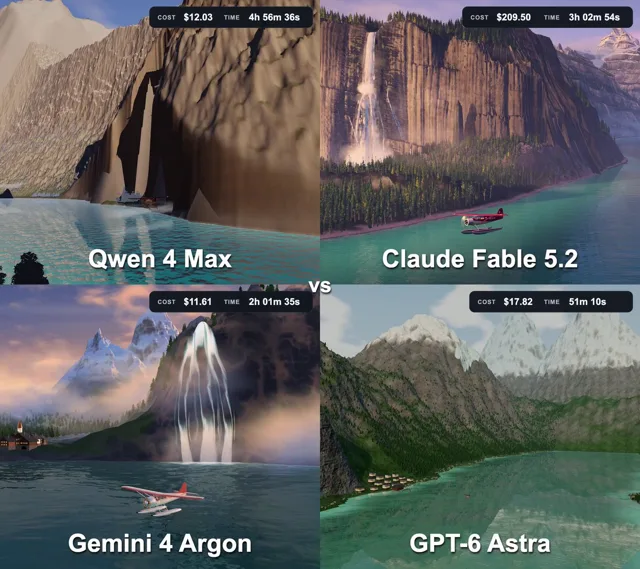 COST $12.03 TIME 4h 56m 36s
COST $209.50 TIME 3h 02m 54s
Qwen 4 Max
Claude Fable 5.2
vs
COST $11.61 TIME 2h 01m 35s
COST $17.82 TIME 51m 10s
Gemini 4 Argon
GPT-6 Astra